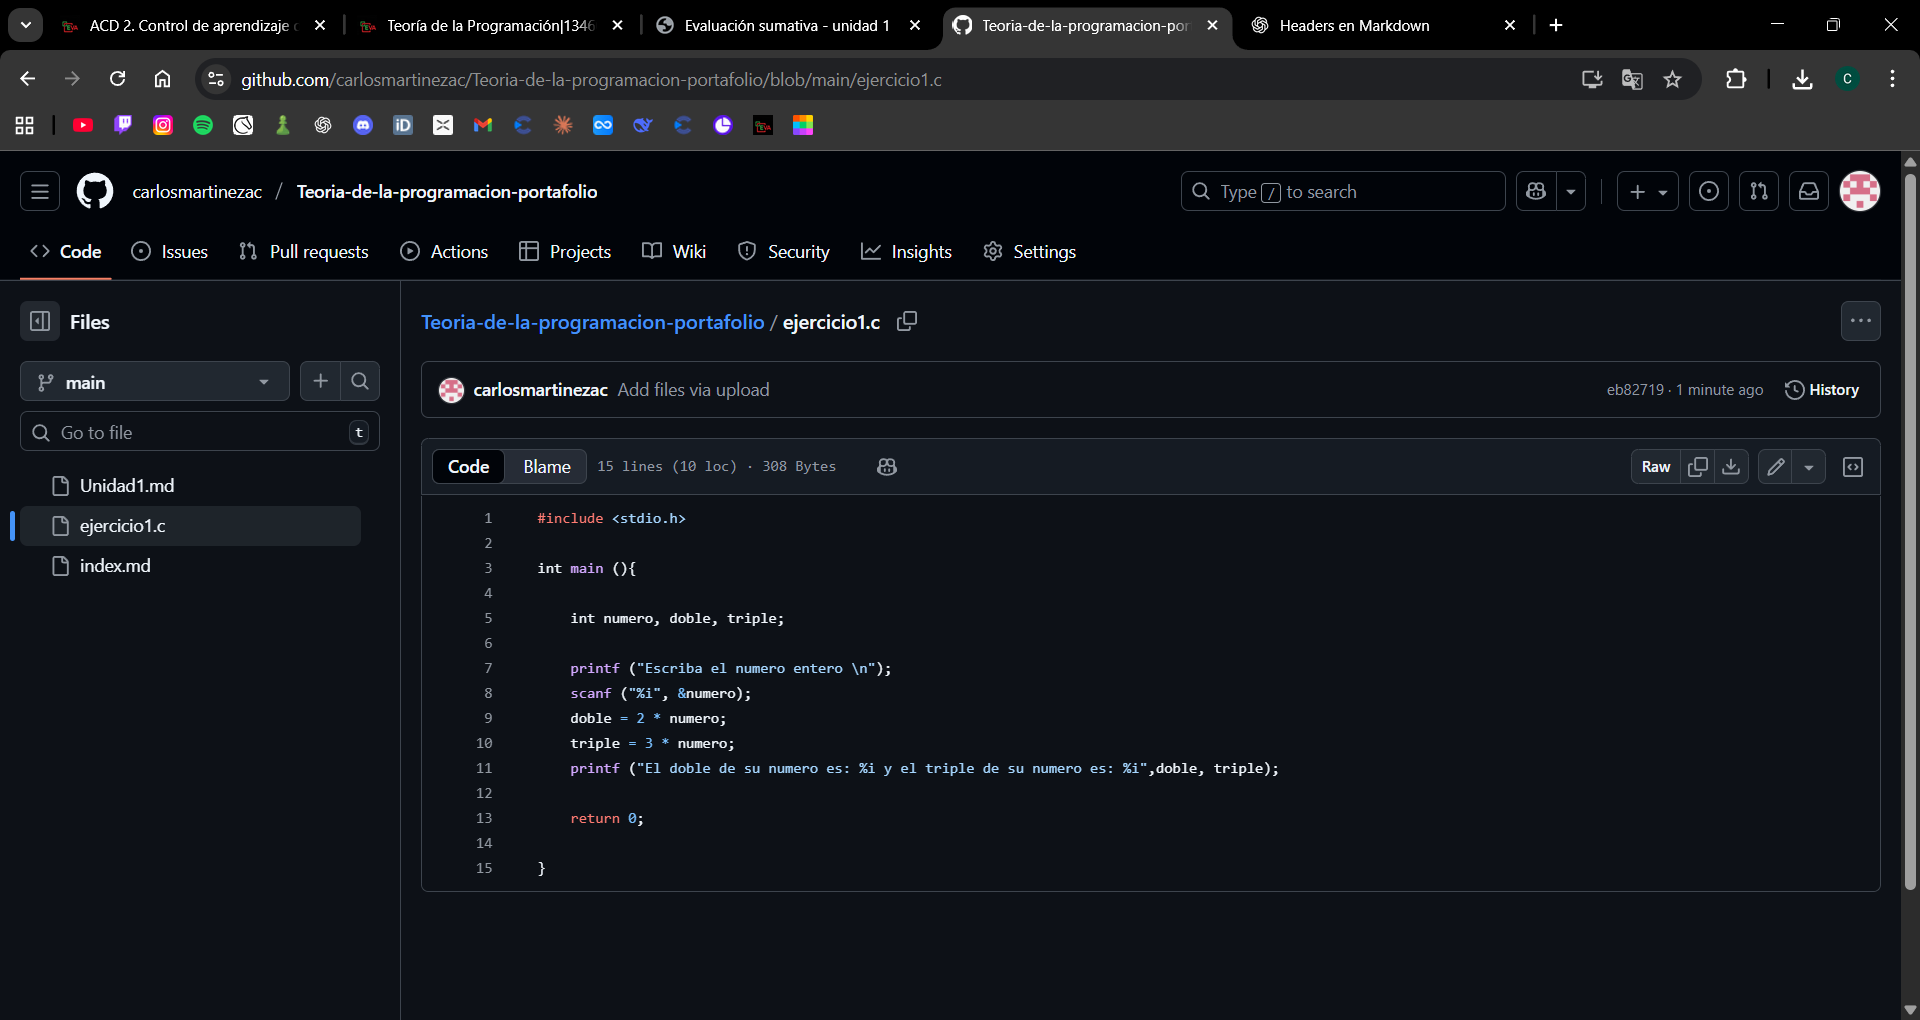 ACD 2. Control de aprendizaje
Teoría de la Programación|1346
Evaluación sumativa - unidad 1
Teoria-de-la-programacion-por
Headers en Markdown
github.com/carlosmartinezac/Teoria-de-la-programacion-portafolio/blob/main/ejercicio1.c
C
carlosmartinezac / Teoria-de-la-programacion-portafolio
Type / to search
Code
Issues
Pull requests
Actions
Projects
Wiki
Security
Insights
Settings
Files
main
Go to file
t
Unidad1.md
ejercicio1.c
index.md
Teoria-de-la-programacion-portafolio / ejercicio1.c
carlosmartinezac Add files via upload
eb82719 · 1 minute ago
History
Code
Blame
15 lines (10 loc) · 308 Bytes
Raw
1 #include <stdio.h>
2
3 int main (){
4
5 int numero, doble, triple;
6
7 printf ("Escriba el numero entero \n");
8 scanf ("%i", &numero);
9 doble = 2 * numero;
10 triple = 3 * numero;
11 printf ("El doble de su numero es: %i y el triple de su numero es: %i",doble, triple);
12
13 return 0;
14
15 }